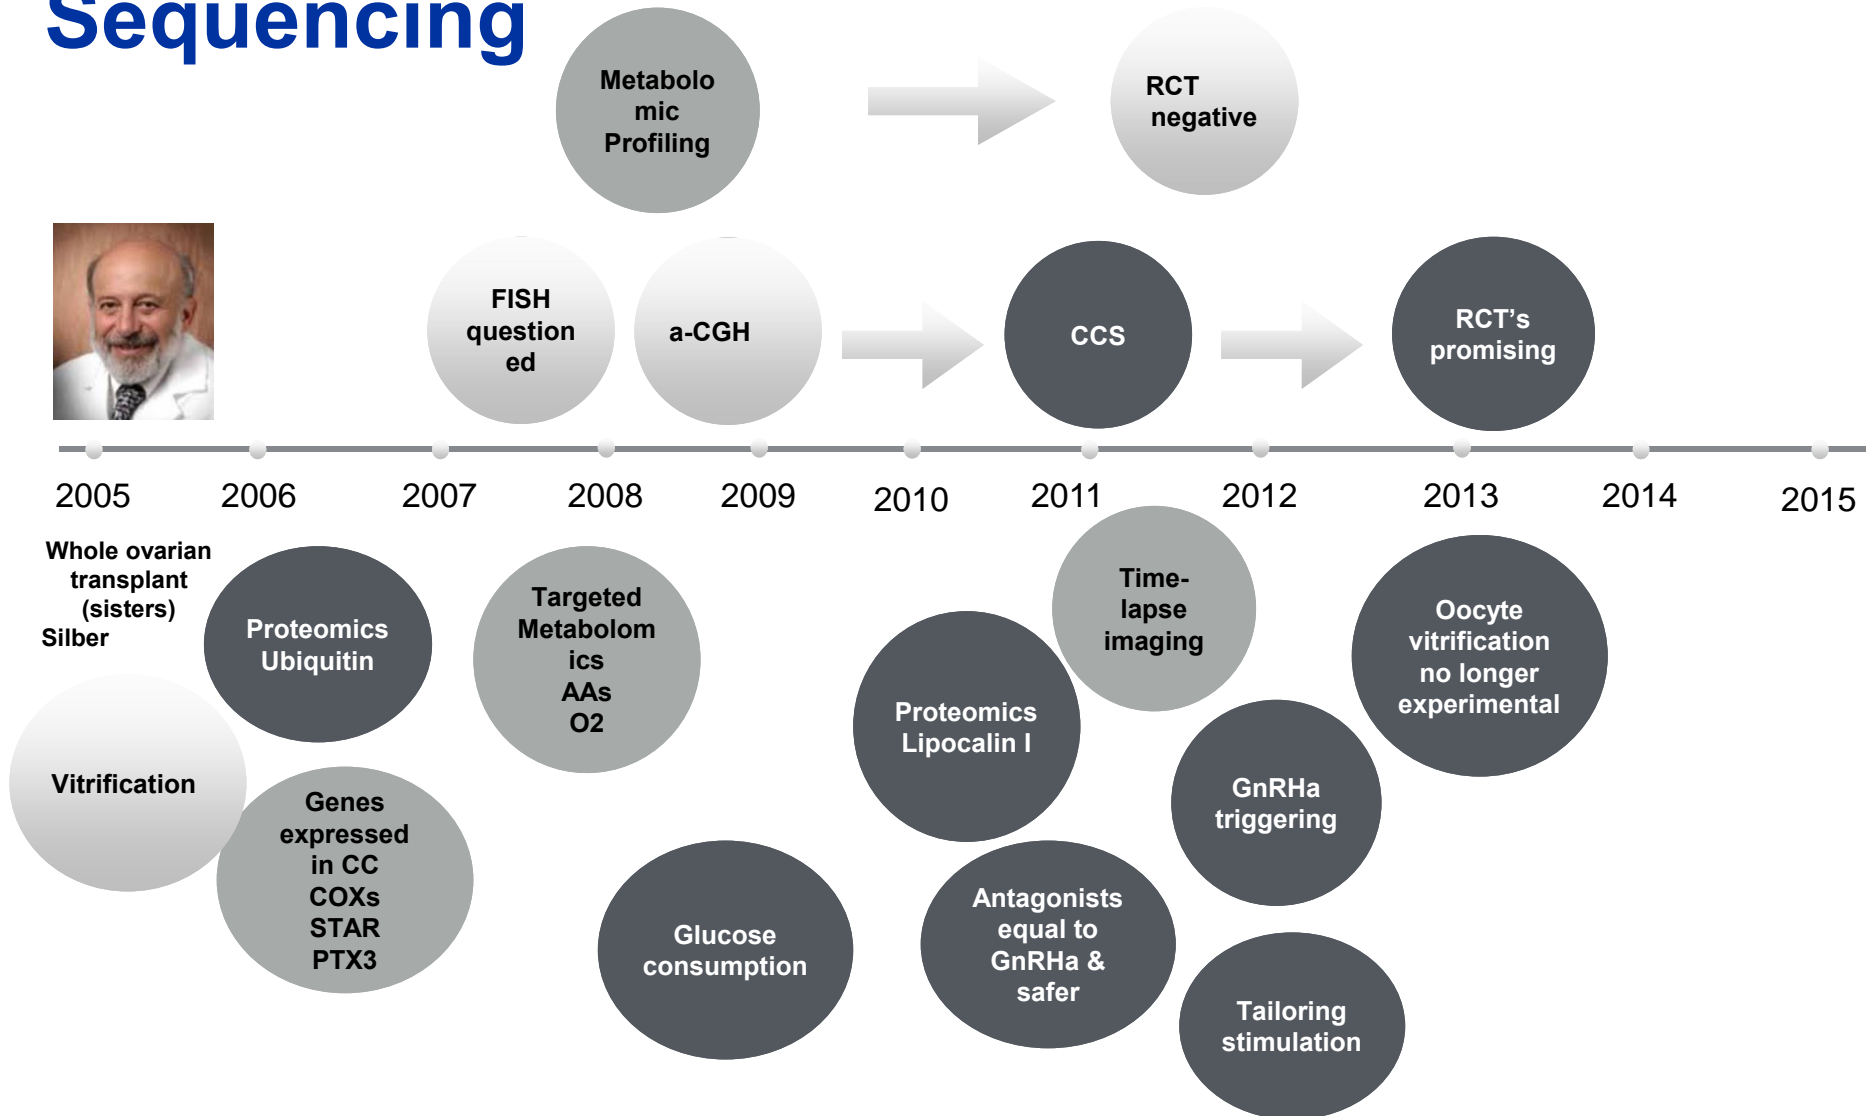 Sequencing
Metabolo
mic
Profiling
RCT
negative
FISH
question
ed
a-CGH
CCS
RCT's
promising
2005
2006
2007
2008
2009
2010
2011
2012
2013
2014
2015
Whole ovarian
transplant
(sisters)
Silber
Proteomics
Ubiquitin
Targeted
Metabolom
ics
AAs
O2
Time-
lapse
imaging
Oocyte
vitrification
no longer
experimental
Proteomics
Lipocalin I
Vitrification
Genes
expressed
in CC
COXs
STAR
PTX3
GnRHa
triggering
Glucose
consumption
Antagonists
equal to
GnRHa &
safer
Tailoring
stimulation